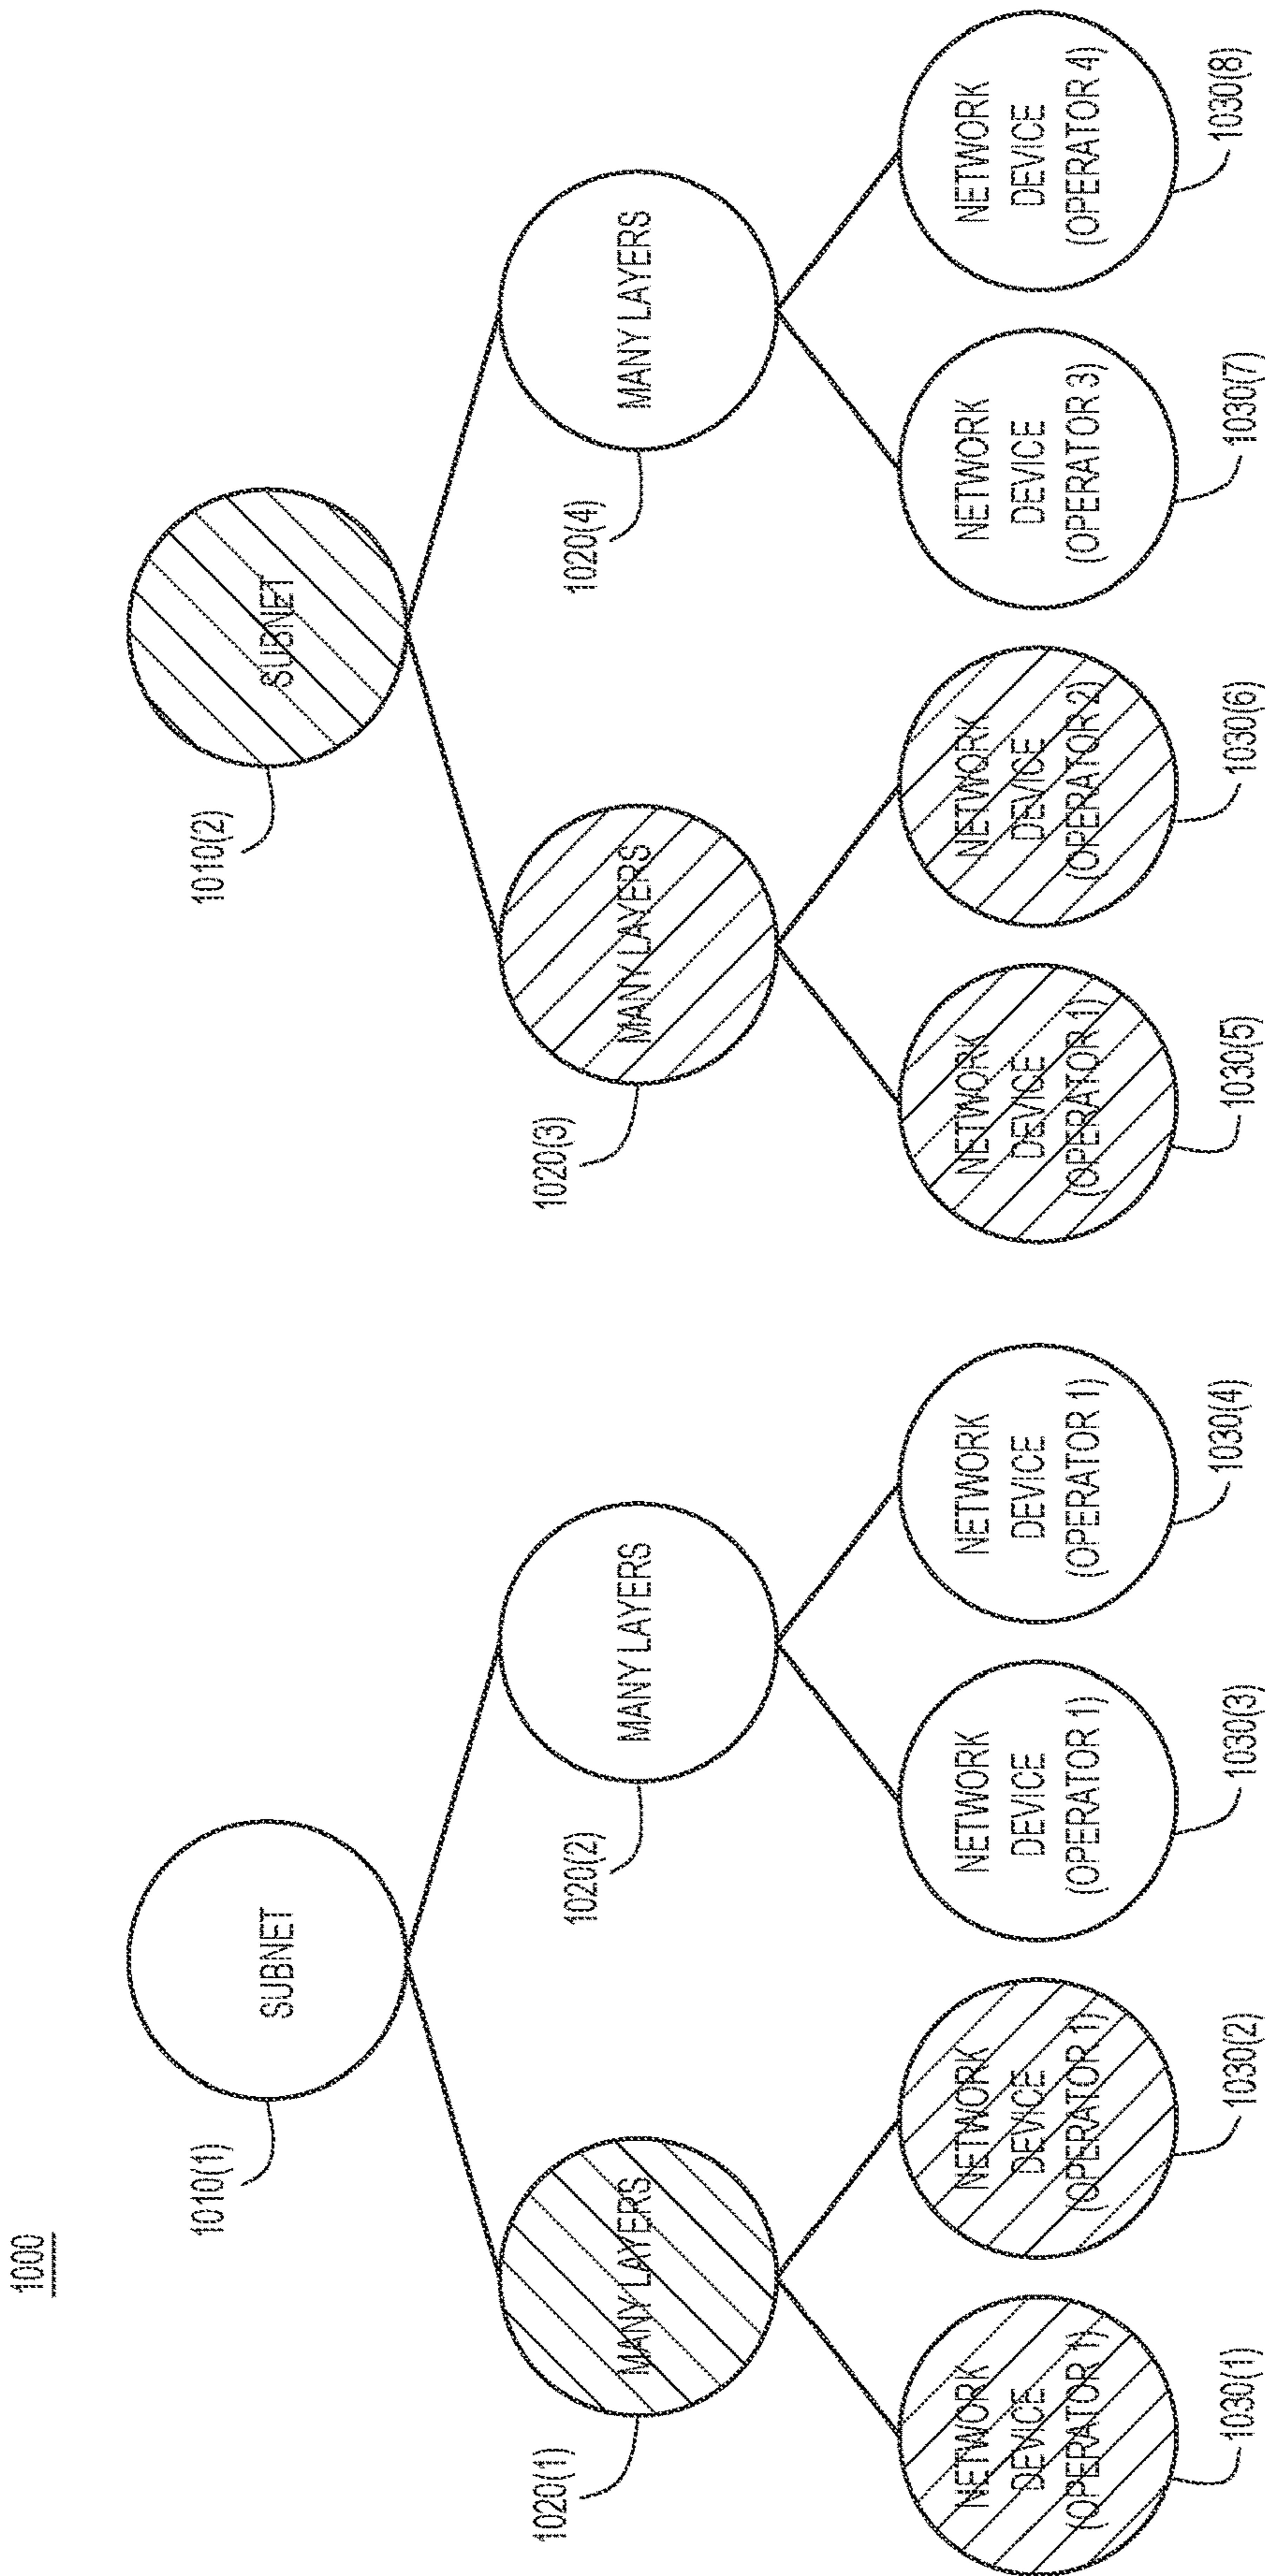 1000
SUBNET
1010(1)
SUBNET
1010(2)
MANY LAYERS
1020(1)
MANY LAYERS
1020(2)
MANY LAYERS
1020(3)
MANY LAYERS
1020(4)
NETWORK
DEVICE
(OPERATOR 1)
1030(1)
NETWORK
DEVICE
(OPERATOR 1)
1030(2)
NETWORK
DEVICE
(OPERATOR 1)
1030(3)
NETWORK
DEVICE
(OPERATOR 1)
1030(4)
NETWORK
DEVICE
(OPERATOR 1)
1030(5)
NETWORK
DEVICE
(OPERATOR 2)
1030(6)
NETWORK
DEVICE
(OPERATOR 3)
1030(7)
NETWORK
DEVICE
(OPERATOR 4)
1030(8)